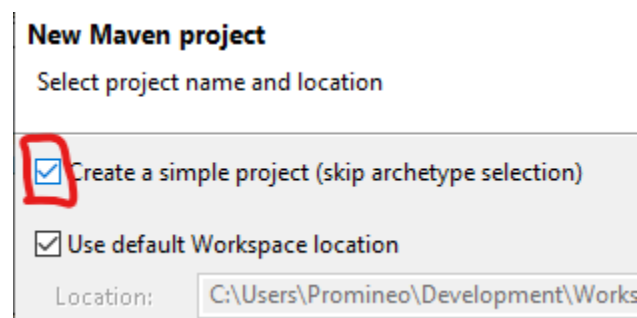 New Maven project
Select project name and location
Create a simple project (skip archetype selection)
Use default Workspace location
Location: C:\Users\Promineo\Development\Works